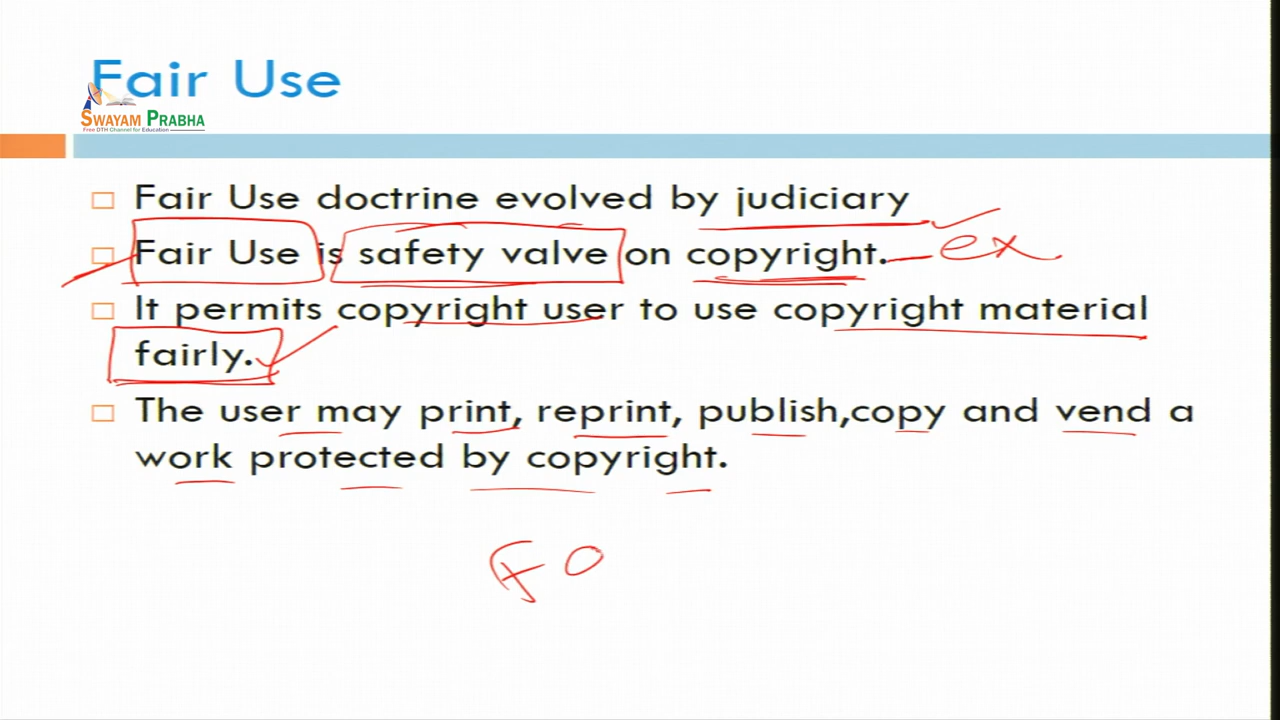 Fair Use
SWAYAM PRABHA
Free DTH Channel for Education
Fair Use doctrine evolved by judiciary
Fair Use is safety valve on copyright. ex
It permits copyright user to use copyright material
fairly.
The user may print, reprint, publish,copy and vend a
work protected by copyright.
FO